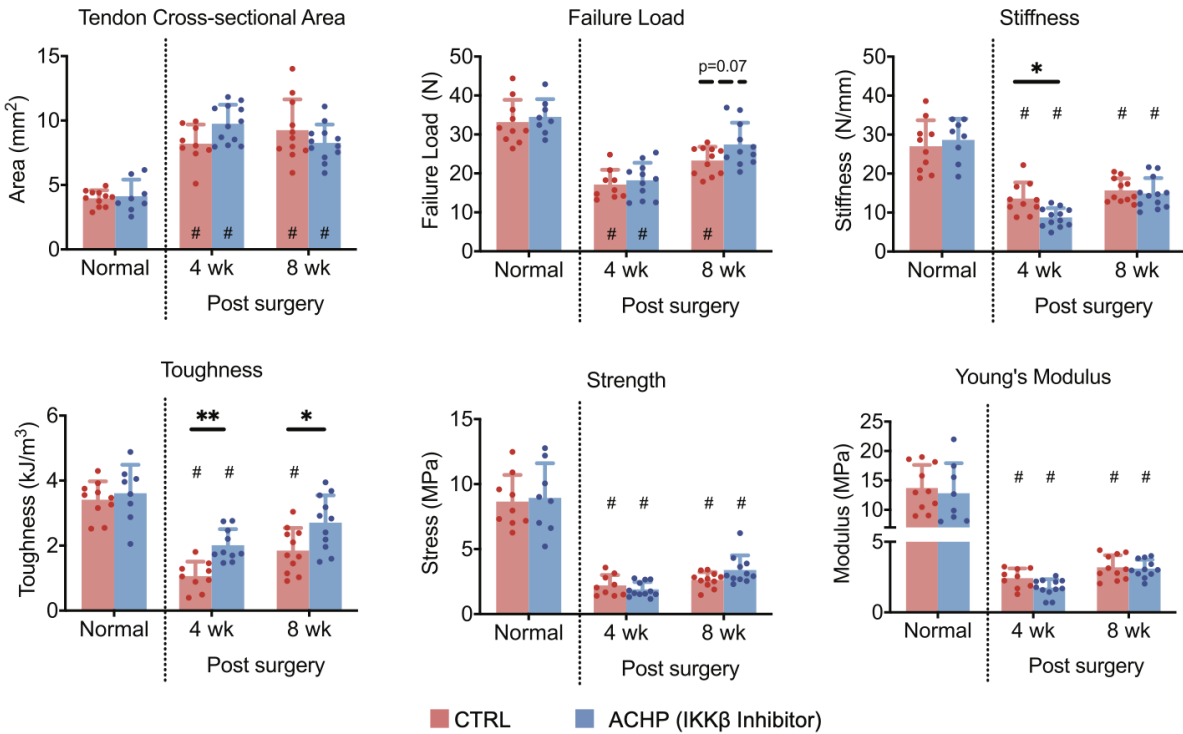 Tendon Cross-sectional Area
Area (mm²)
15
10
5
0
# # # #
Normal 4 wk 8 wk
Post surgery
Failure Load
Failure Load (N)
50
40
30
20
10
0
p=0.07
# # #
Normal 4 wk 8 wk
Post surgery
Stiffness
Stiffness (N/mm)
50
40
30
20
10
0
*
# # # #
Normal 4 wk 8 wk
Post surgery
Toughness
Toughness (kJ/m³)
6
4
2
0
** *
# # #
Normal 4 wk 8 wk
Post surgery
Strength
Stress (MPa)
15
10
5
0
# # # #
Normal 4 wk 8 wk
Post surgery
Young's Modulus
Modulus (MPa)
25
20
15
10
5
0
# # # #
Normal 4 wk 8 wk
Post surgery
CTRL ACHP (IKKβ Inhibitor)